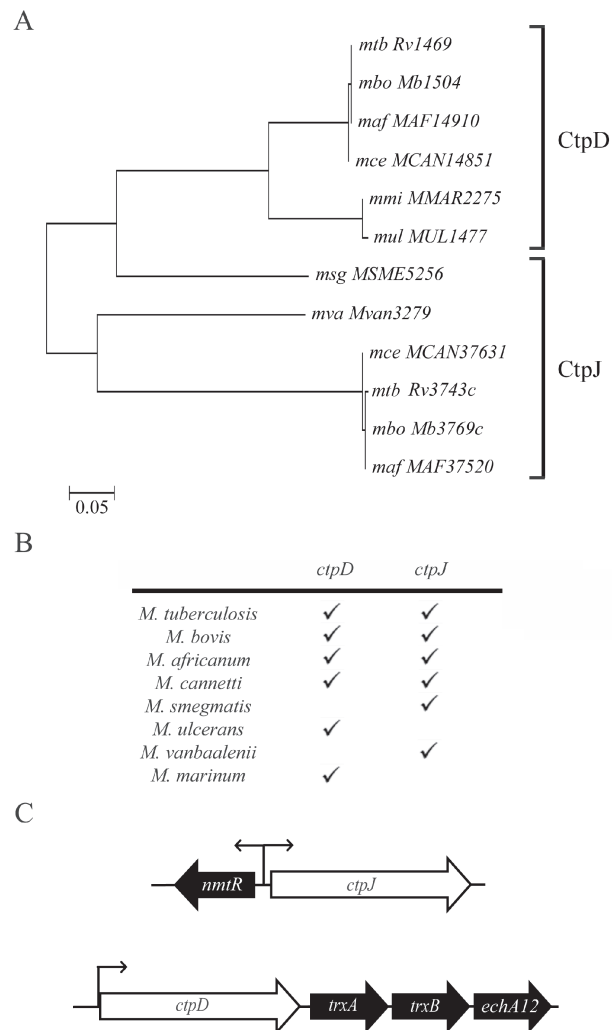 A
mtb Rv1469
mbo Mb1504
maf MAF14910
mce MCAN14851
mmi MMAR2275
mul MUL1477
CtpD
msg MSME5256
mva Mvan3279
mce MCAN37631
mtb Rv3743c
mbo Mb3769c
maf MAF37520
CtpJ
0.05
B
ctpD ctpJ
M. tuberculosis ✓ ✓
M. bovis ✓ ✓
M. africanum ✓ ✓
M. cannetti ✓ ✓
M. smegmatis ✓
M. ulcerans ✓
M. vanbaalenii ✓
M. marinum ✓
C
nmtR ctpJ
ctpD trxA trxB echA12